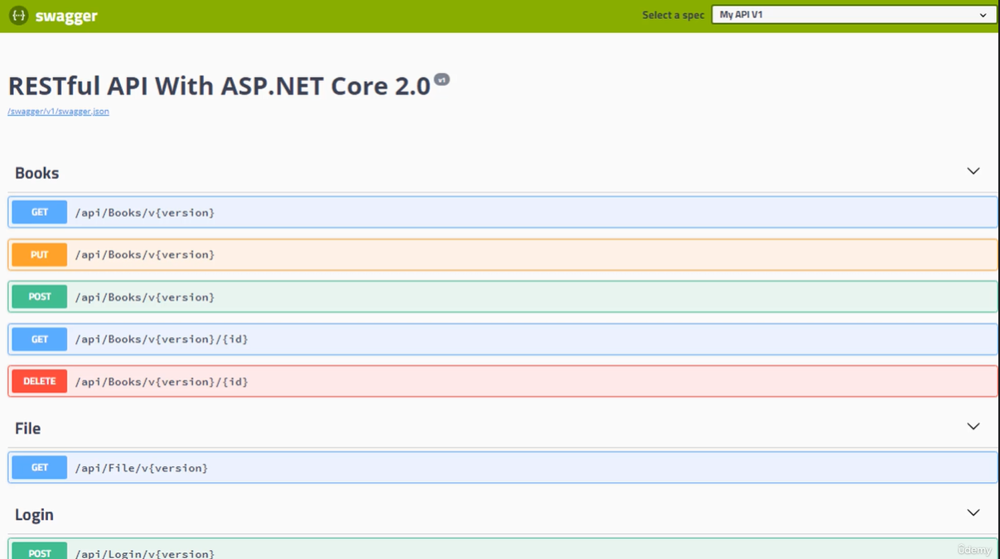 swagger
Select a spec My API V1
RESTful API With ASP.NET Core 2.0 v1
/swagger/v1/swagger.json
Books
GET /api/Books/v{version}
PUT /api/Books/v{version}
POST /api/Books/v{version}
GET /api/Books/v{version}/{id}
DELETE /api/Books/v{version}/{id}
File
GET /api/File/v{version}
Login
POST /api/Login/v{version}
ûdemy